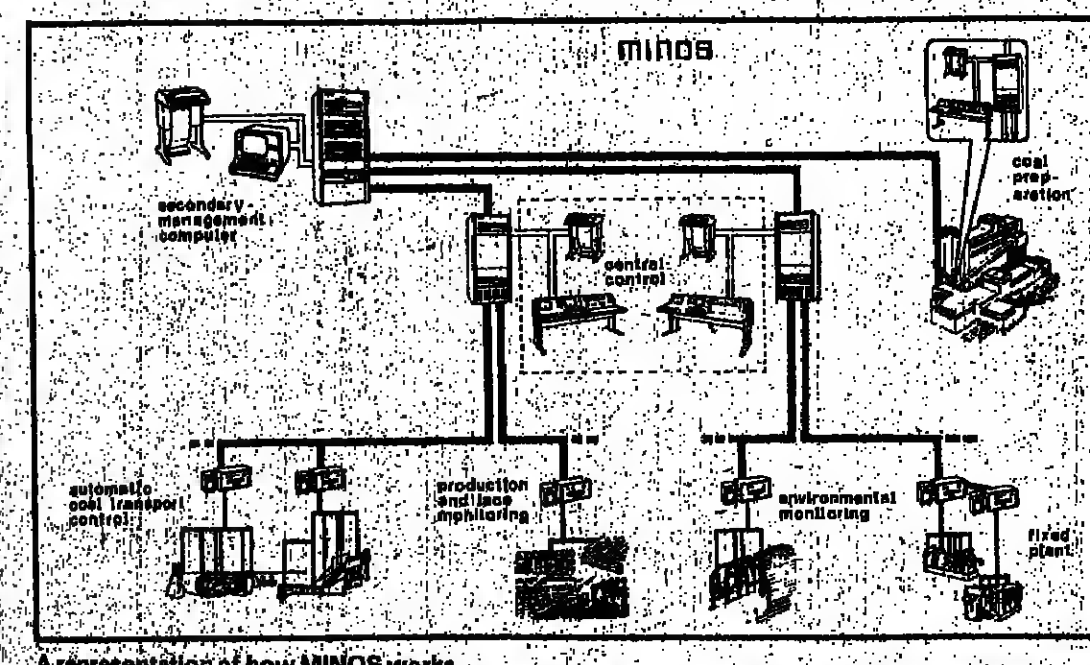 minos
coal
prep-
aration
secondary
management
computer
central
control
automatic
coal transport
control
production
and face
monitoring
environmental
monitoring
fixed
plant
A representation of how MINOS works